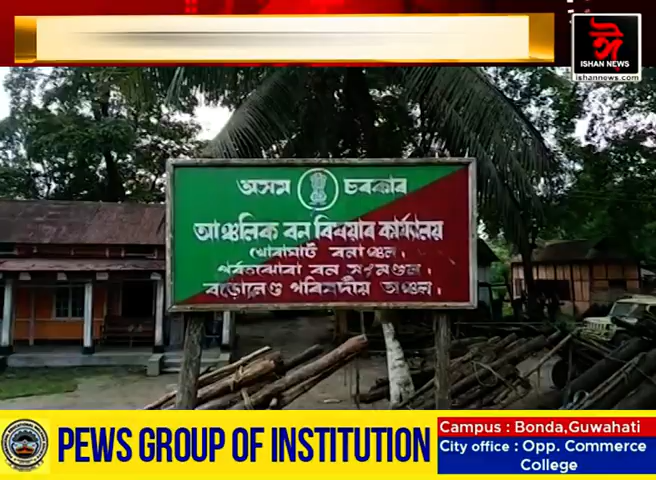 ঈ
ISHAN NEWS
ishannews.com
অসম চৰকাৰ
আঞ্চলিক বন বিষয়াৰ কাৰ্য্যালয়
খোৰাঘাট বনাঞ্চল,
পৰ্বতঝোৰা বন সংমণ্ডল,
বড়োলেণ্ড পৰিষদীয় অঞ্চল,
PEWS GROUP OF INSTITUTION
Campus : Bonda,Guwahati
City office : Opp. Commerce
College